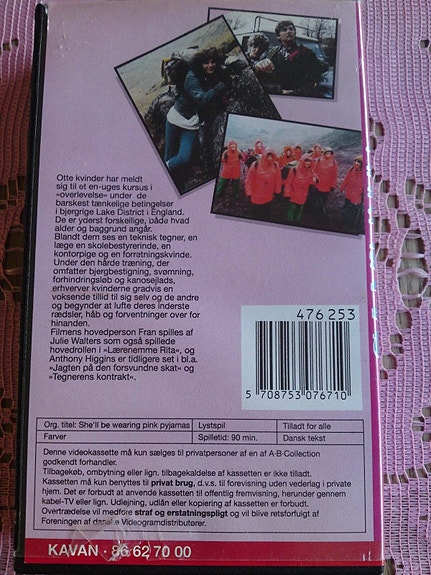 Otte kvinder har meldt
sig til et en-uges kursus i
»overlevelse« under de
barskest tænkelige betingelser
i bjergrige Lake District i England.
De er yderst forskellige, både hvad
alder og baggrund angår.
Blandt dem ses en teknisk tegner, en
læge en skolebestyrerinde, en
kontorpige og en forratningskvinde.
Under den hårde træning, der
omfatter bjergbestigning, svømning,
forhindringsløb og kanosejlads,
erhverver kvinderne gradvis en
voksende tillid til sig selv og de andre
og begynder at lufte deres inderste
rædsler, håb og forventninger over for
hinanden.
Filmens hovedperson Fran spilles af
Julie Walters som også spillede
hovedrollen i »Lærenemme Rita«, og
Anthony Higgins er tidligere set i bl.a.
»Jagten på den forsvundne skat« og
»Tegnerens kontrakt«.
476 253
5 708753 076710
Org. titel: She'll be wearing pink pyjamas Lystspil Tilladt for alle
Farver Spilletid: 90 min. Dansk tekst
Denne videokassette må kun sælges til privatpersoner af en af A-B-Collection
godkendt forhandler.
Tilbagekøb, ombytning eller lign. tilbagekaldelse af kassetten er ikke tilladt.
Kassetten må kun benyttes til privat brug, d.v.s. til forevisning uden vederlag i private
hjem. Det er forbudt at anvende kassetten til offentlig fremvisning, herunder gennem
kabel-TV eller lign. Udlejning, udlån eller kopiering af kassetten er forbudt.
Overtrædelse vil medføre straf og erstatningspligt og vil blive retsforfulgt af
Foreningen af danske Videogramdistributører.
KAVAN · 86 62 70 00